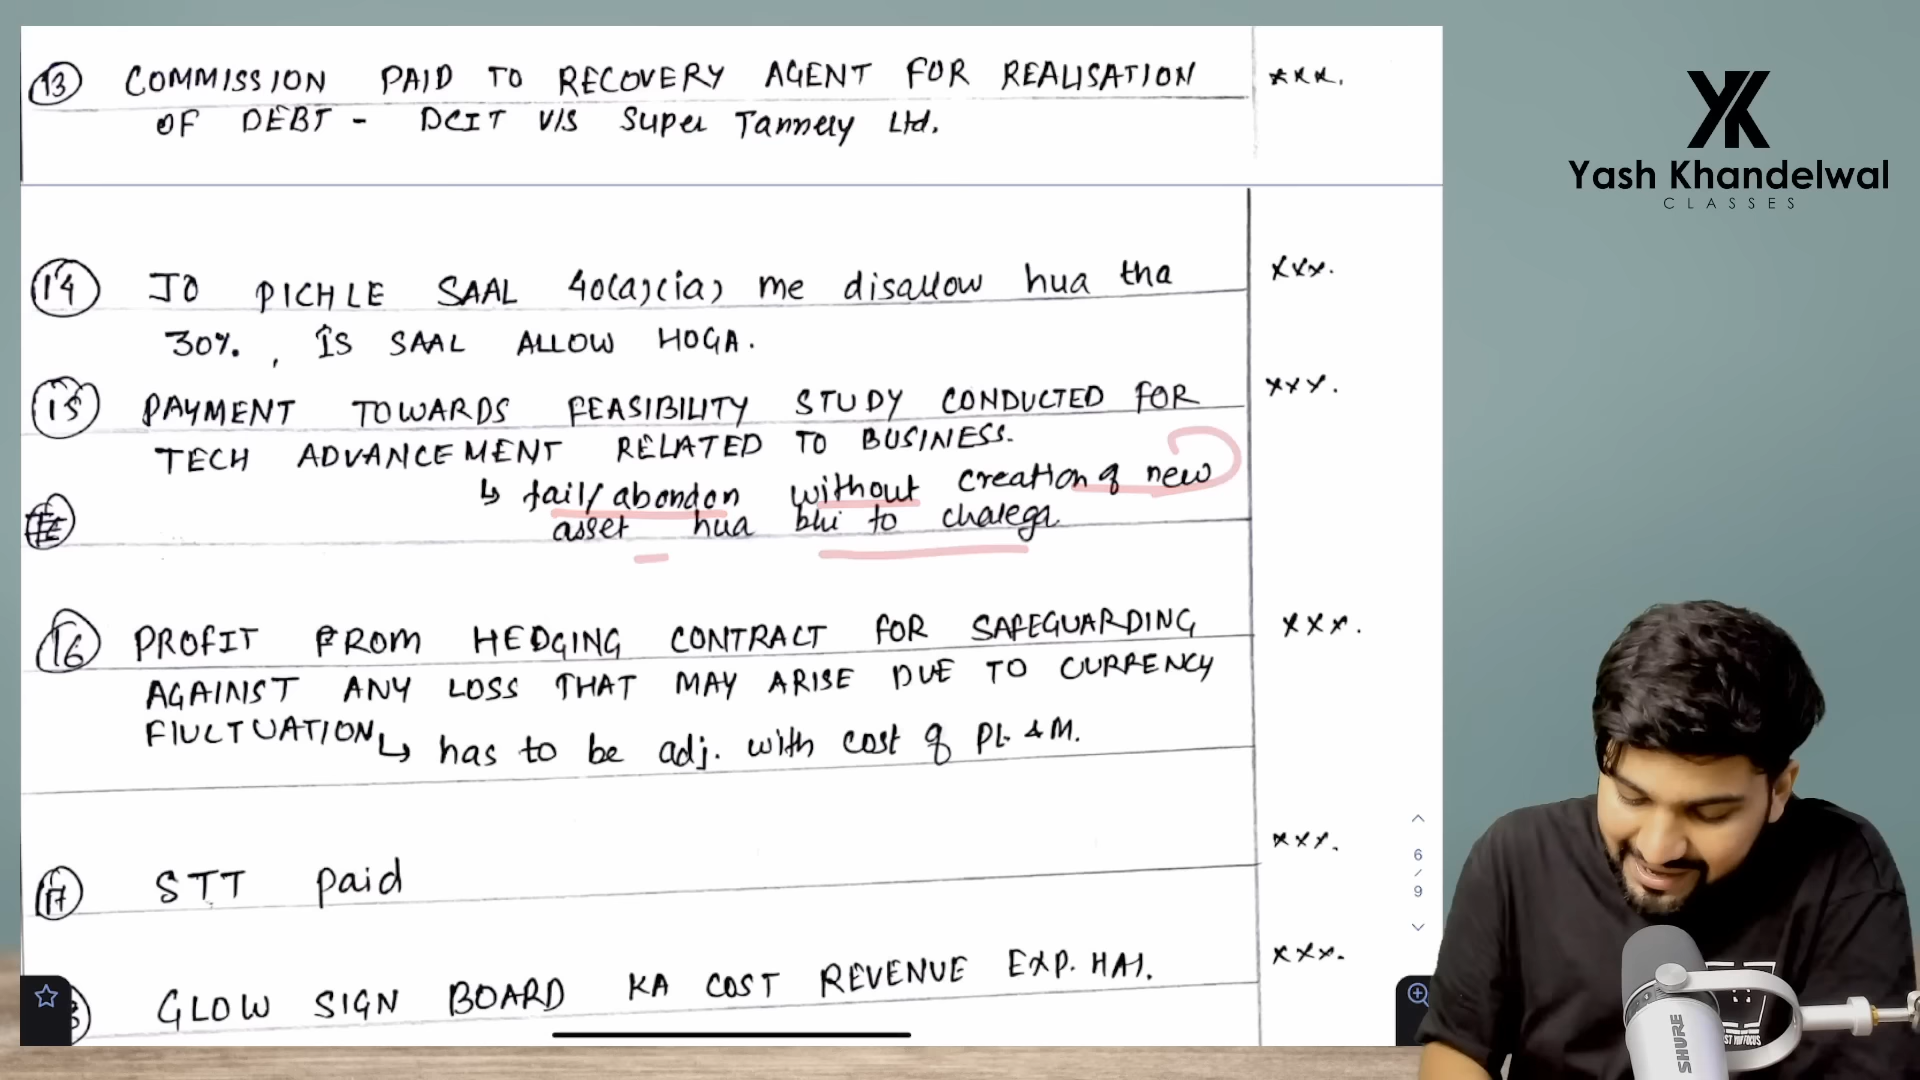 13 COMMISSION PAID TO RECOVERY AGENT FOR REALISATION xxx.
OF DEBT - DCIT V/S Super Tannery Ltd.
14 JO PICHLE SAAL 40(a)(ia) me disallow hua tha xxx.
30%. , IS SAAL ALLOW HOGA.
15 PAYMENT TOWARDS FEASIBILITY STUDY CONDUCTED FOR xxx.
TECH ADVANCEMENT RELATED TO BUSINESS.
↳ fail/abandon without creation of new
asset hua bhi to chalega
16 PROFIT FROM HEDGING CONTRACT FOR SAFEGUARDING xxx.
AGAINST ANY LOSS THAT MAY ARISE DUE TO CURRENCY
FlUCTUATION ↳ has to be adj. with cost of PL & M.
17 STT paid xxx.
GLOW SIGN BOARD KA COST REVENUE EXP. HAI. xxx.
6
/
9
YK
Yash Khandelwal
CLASSES
SHURE